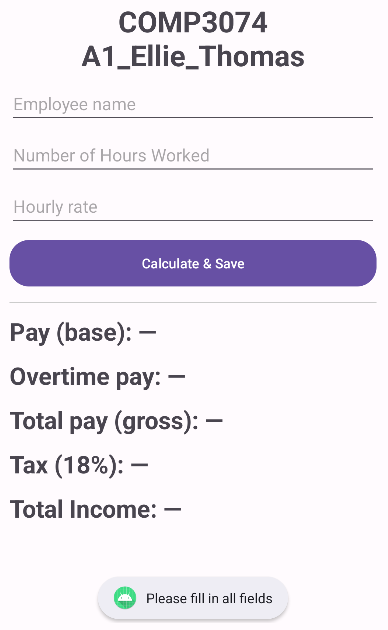 COMP3074
A1_Ellie_Thomas
Employee name
Number of Hours Worked
Hourly rate
Calculate & Save
Pay (base): —
Overtime pay: —
Total pay (gross): —
Tax (18%): —
Total Income: —
Please fill in all fields